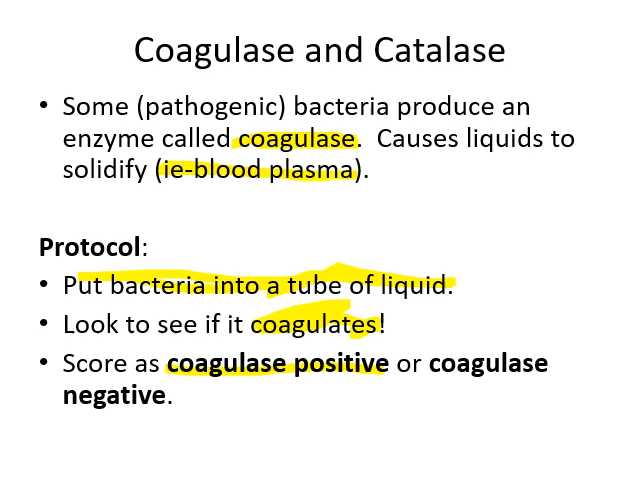 Coagulase and Catalase
• Some (pathogenic) bacteria produce an
enzyme called coagulase.  Causes liquids to
solidify (ie-blood plasma).
Protocol:
• Put bacteria into a tube of liquid.
• Look to see if it coagulates!
• Score as coagulase positive or coagulase
negative.